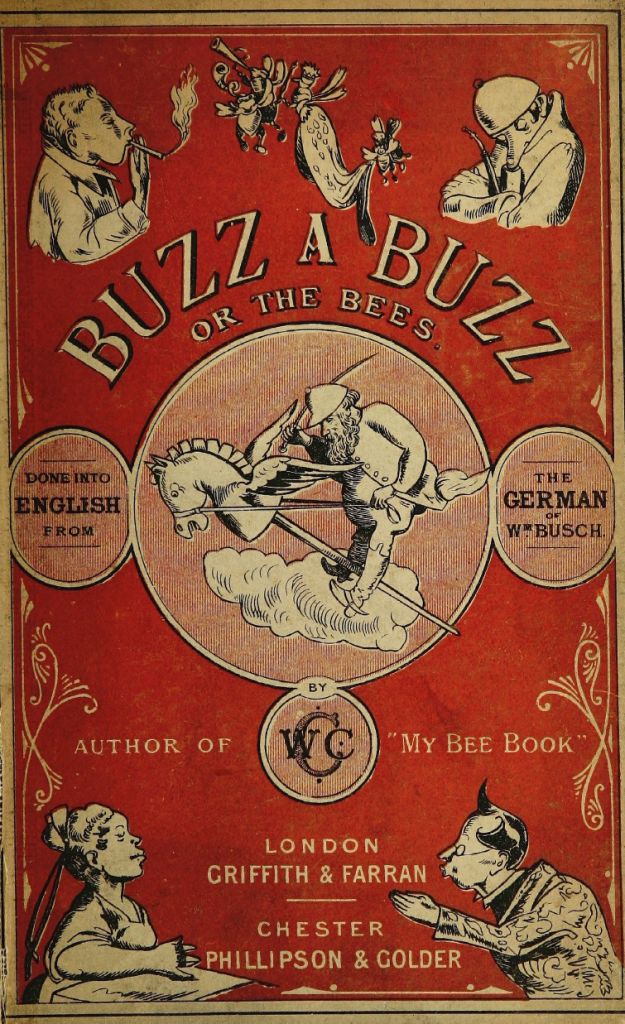 BUZZ A BUZZ
OR THE BEES.
DONE INTO
ENGLISH
FROM
THE
GERMAN
OF
WM BUSCH.
BY
WCC
AUTHOR OF
"MY BEE BOOK"
LONDON
GRIFFITH & FARRAN
CHESTER
PHILLIPSON & GOLDER